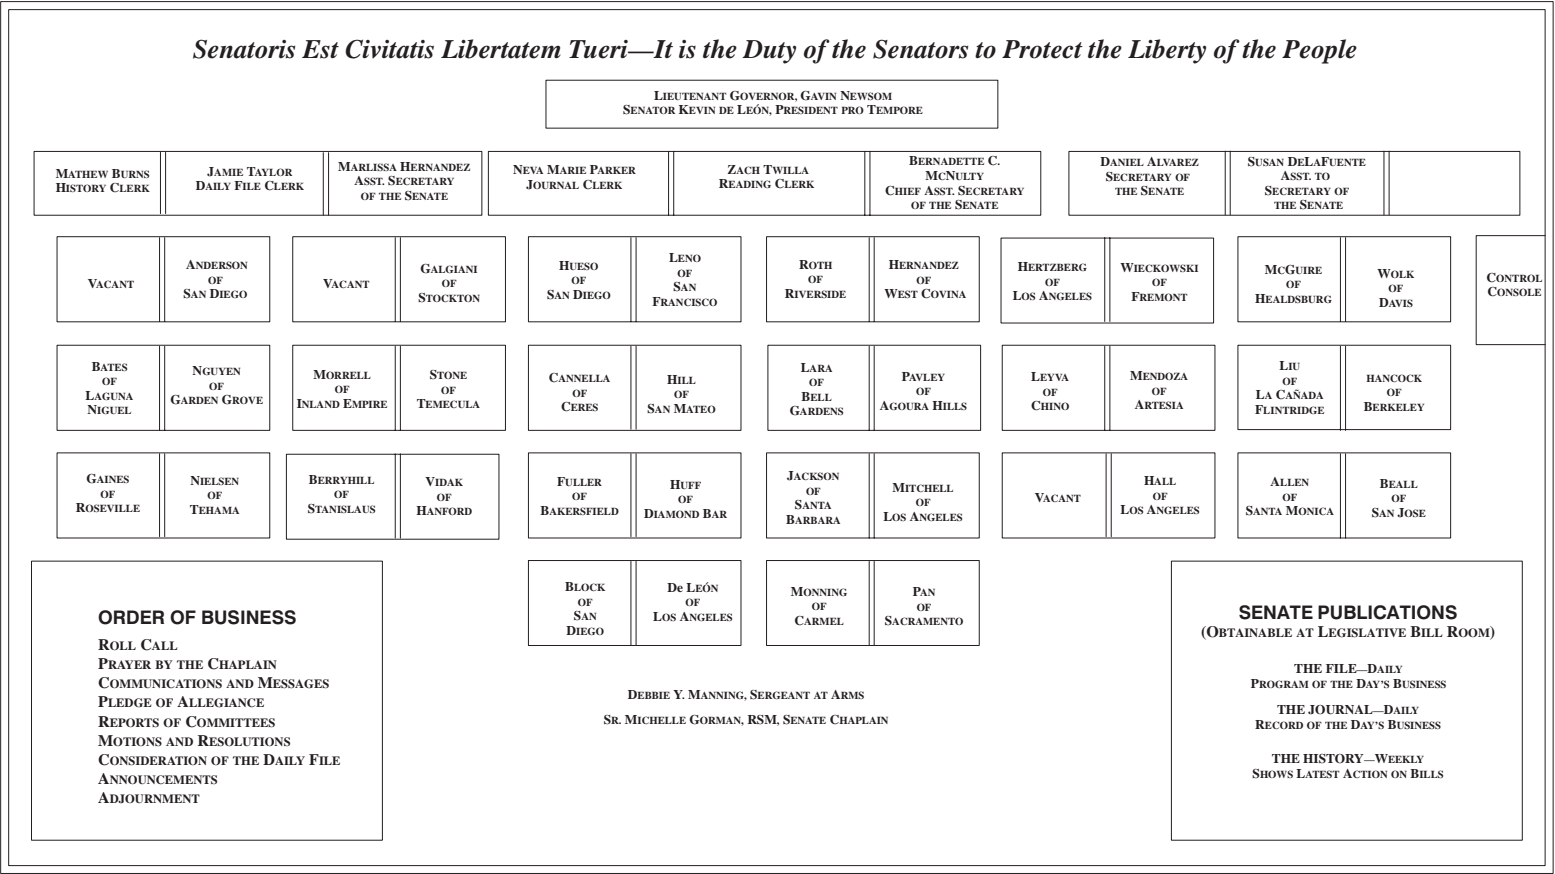 Senatoris Est Civitatis Libertatem Tueri—It is the Duty of the Senators to Protect the Liberty of the People
Lieutenant Governor, Gavin Newsom
Senator Kevin de León, President pro Tempore
Mathew Burns
History Clerk
Jamie Taylor
Daily File Clerk
Marlissa Hernandez
Asst. Secretary
of the Senate
Neva Marie Parker
Journal Clerk
Zach Twilla
Reading Clerk
Bernadette C.
McNulty
Chief Asst. Secretary
of the Senate
Daniel Alvarez
Secretary of
the Senate
Susan DeLaFuente
Asst. to
Secretary of
the Senate
Vacant
Anderson
of
San Diego
Vacant
Galgiani
of
Stockton
Hueso
of
San Diego
Leno
of
San
Francisco
Roth
of
Riverside
Hernandez
of
West Covina
Hertzberg
of
Los Angeles
Wieckowski
of
Fremont
McGuire
of
Healdsburg
Wolk
of
Davis
Control
Console
Bates
of
Laguna
Niguel
Nguyen
of
Garden Grove
Morrell
of
Inland Empire
Stone
of
Temecula
Cannella
of
Ceres
Hill
of
San Mateo
Lara
of
Bell
Gardens
Pavley
of
Agoura Hills
Leyva
of
Chino
Mendoza
of
Artesia
Liu
of
La Cañada
Flintridge
hancock
of
Berkeley
Gaines
of
Roseville
Nielsen
of
Tehama
Berryhill
of
Stanislaus
Vidak
of
Hanford
Fuller
of
Bakersfield
Huff
of
Diamond Bar
Jackson
of
Santa
Barbara
Mitchell
of
Los Angeles
Vacant
Hall
of
Los Angeles
Allen
of
Santa Monica
Beall
of
San Jose
Block
of
San
Diego
De León
of
Los Angeles
Monning
of
Carmel
Pan
of
Sacramento
ORDER OF BUSINESS
Roll Call
Prayer by the Chaplain
Communications and Messages
Pledge of Allegiance
Reports of Committees
Motions and Resolutions
Consideration of the Daily File
Announcements
Adjournment
Debbie Y. Manning, Sergeant at Arms
Sr. Michelle Gorman, RSM, Senate Chaplain
SENATE PUBLICATIONS
(Obtainable at Legislative Bill Room)
THE FILE—Daily
Program of the Day's Business
THE JOURNAL—Daily
Record of the Day's Business
THE HISTORY—Weekly
Shows Latest Action on Bills